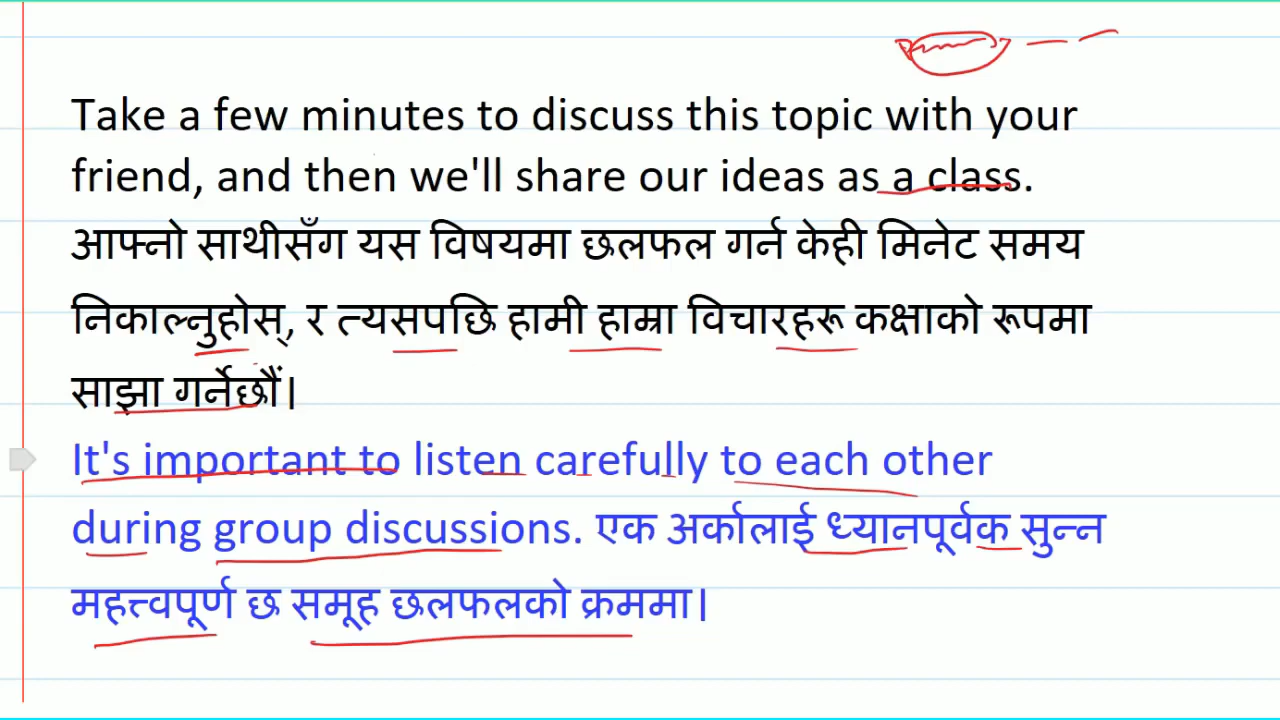 Take a few minutes to discuss this topic with your
friend, and then we'll share our ideas as a class.
आफ्नो साथीसँग यस विषयमा छलफल गर्न केही मिनेट समय
निकाल्नुहोस्, र त्यसपछि हामी हाम्रा विचारहरू कक्षाको रूपमा
साझा गर्नेछौं।
It's important to listen carefully to each other
during group discussions. एक अर्कालाई ध्यानपूर्वक सुन्न
महत्त्वपूर्ण छ समूह छलफलको क्रममा।